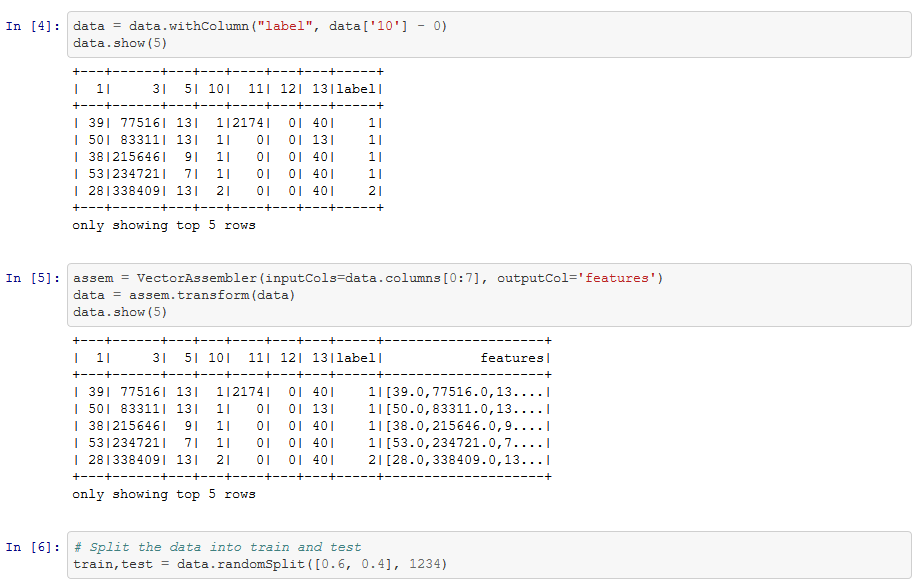 In [4]: data = data.withColumn("label", data['10'] - 0)
data.show(5)
+---+------+---+---+----+---+---+-----+
|  1|     3|  5| 10|  11| 12| 13|label|
+---+------+---+---+----+---+---+-----+
| 39| 77516| 13|  1|2174|  0| 40|    1|
| 50| 83311| 13|  1|   0|  0| 13|    1|
| 38|215646|  9|  1|   0|  0| 40|    1|
| 53|234721|  7|  1|   0|  0| 40|    1|
| 28|338409| 13|  2|   0|  0| 40|    2|
+---+------+---+---+----+---+---+-----+
only showing top 5 rows
In [5]: assem = VectorAssembler(inputCols=data.columns[0:7], outputCol='features')
data = assem.transform(data)
data.show(5)
+---+------+---+---+----+---+---+-----+--------------------+
|  1|     3|  5| 10|  11| 12| 13|label|            features|
+---+------+---+---+----+---+---+-----+--------------------+
| 39| 77516| 13|  1|2174|  0| 40|    1|[39.0,77516.0,13....|
| 50| 83311| 13|  1|   0|  0| 13|    1|[50.0,83311.0,13....|
| 38|215646|  9|  1|   0|  0| 40|    1|[38.0,215646.0,9....|
| 53|234721|  7|  1|   0|  0| 40|    1|[53.0,234721.0,7....|
| 28|338409| 13|  2|   0|  0| 40|    2|[28.0,338409.0,13...|
+---+------+---+---+----+---+---+-----+--------------------+
only showing top 5 rows
In [6]: # Split the data into train and test
train,test = data.randomSplit([0.6, 0.4], 1234)